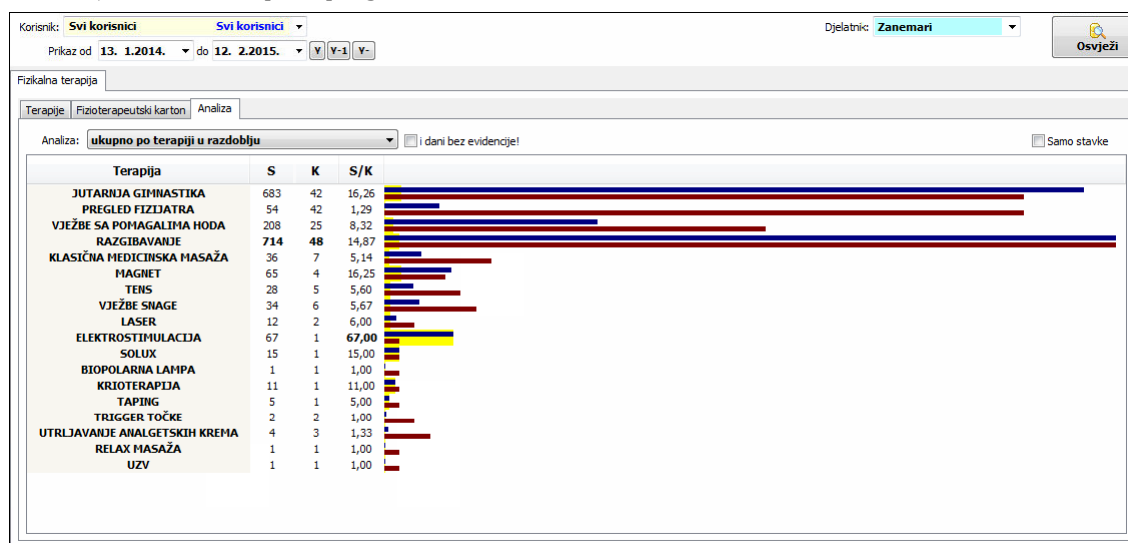 Korisnik: Svi korisnici Svi korisnici Djelatnik: Zanemari
Osvježi
Prikaz od 13. 1.2014. do 12. 2.2015. Y Y-1 Y-
Fizikalna terapija
Terapije Fizioterapeutski karton Analiza
Analiza: ukupno po terapiji u razdoblju i dani bez evidencije! Samo stavke
Terapija S K S/K
JUTARNJA GIMNASTIKA 683 42 16,26
PREGLED FIZIJATRA 54 42 1,29
VJEŽBE SA POMAGALIMA HODA 208 25 8,32
RAZGIBAVANJE 714 48 14,87
KLASIČNA MEDICINSKA MASAŽA 36 7 5,14
MAGNET 65 4 16,25
TENS 28 5 5,60
VJEŽBE SNAGE 34 6 5,67
LASER 12 2 6,00
ELEKTROSTIMULACIJA 67 1 67,00
SOLUX 15 1 15,00
BIOPOLARNA LAMPA 1 1 1,00
KRIOTERAPIJA 11 1 11,00
TAPING 5 1 5,00
TRIGGER TOČKE 2 2 1,00
UTRLJAVANJE ANALGETSKIH KREMA 4 3 1,33
RELAX MASAŽA 1 1 1,00
UZV 1 1 1,00